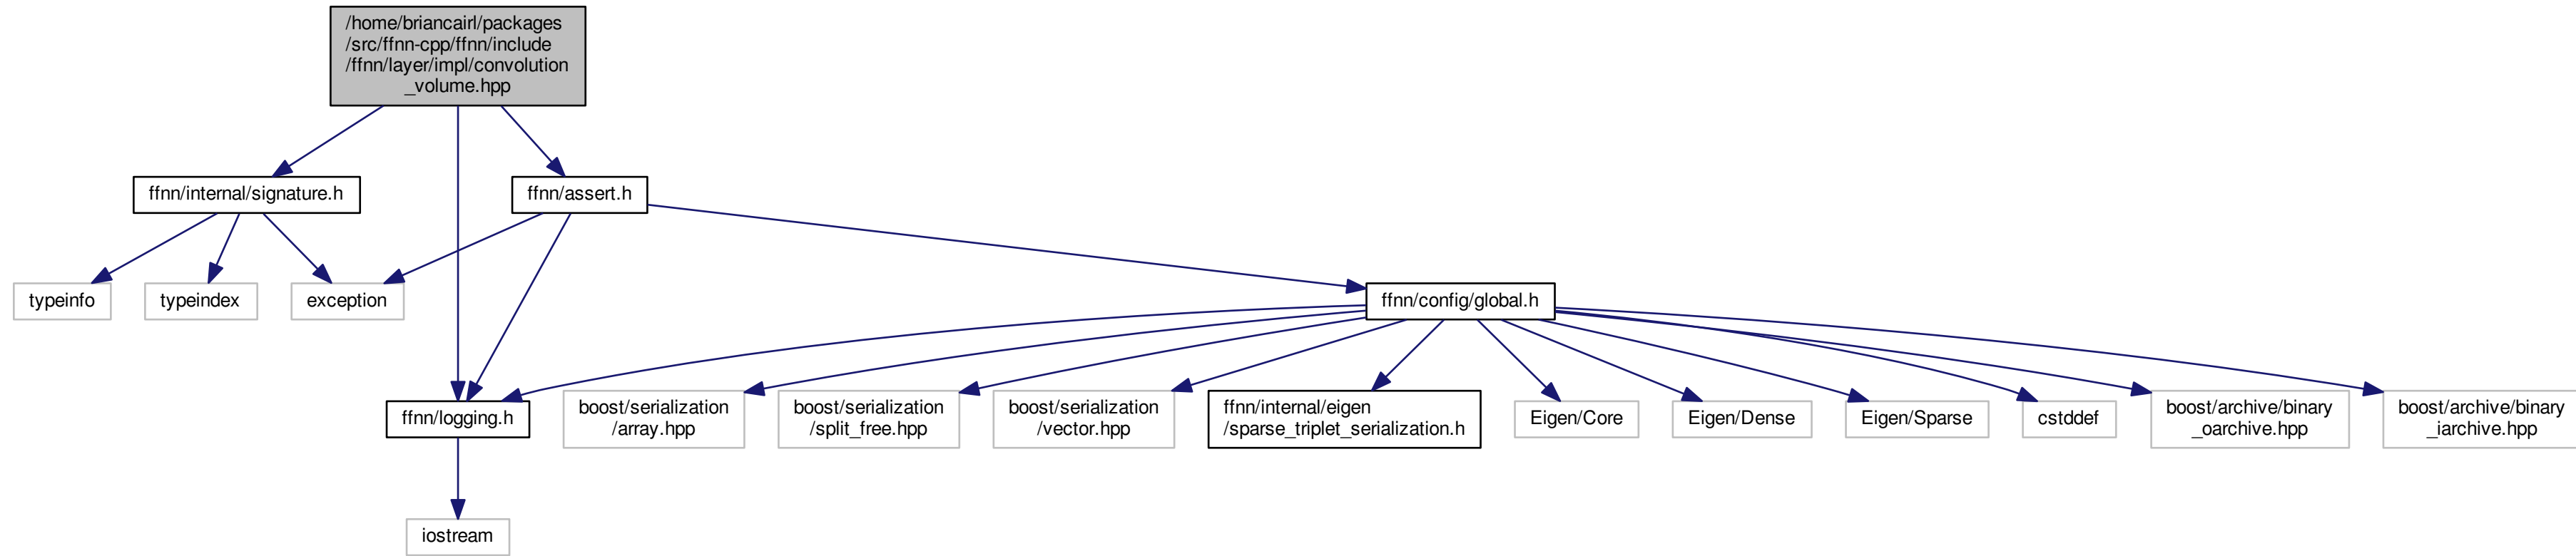 /home/briancairl/packages
/src/ffnn-cpp/ffnn/include
/ffnn/layer/impl/convolution
_volume.hpp
ffnn/internal/signature.h
ffnn/assert.h
typeinfo
typeindex
exception
ffnn/config/global.h
ffnn/logging.h
boost/serialization
/array.hpp
boost/serialization
/split_free.hpp
boost/serialization
/vector.hpp
ffnn/internal/eigen
/sparse_triplet_serialization.h
Eigen/Core
Eigen/Dense
Eigen/Sparse
cstddef
boost/archive/binary
_oarchive.hpp
boost/archive/binary
_iarchive.hpp
iostream